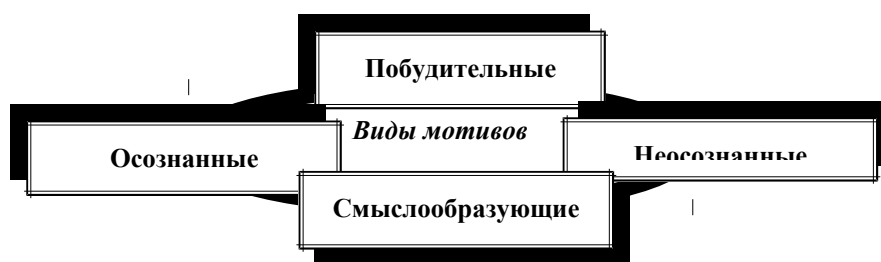 Побудительные
Виды мотивов
Осознанные
Неосознанные
Смыслообразующие